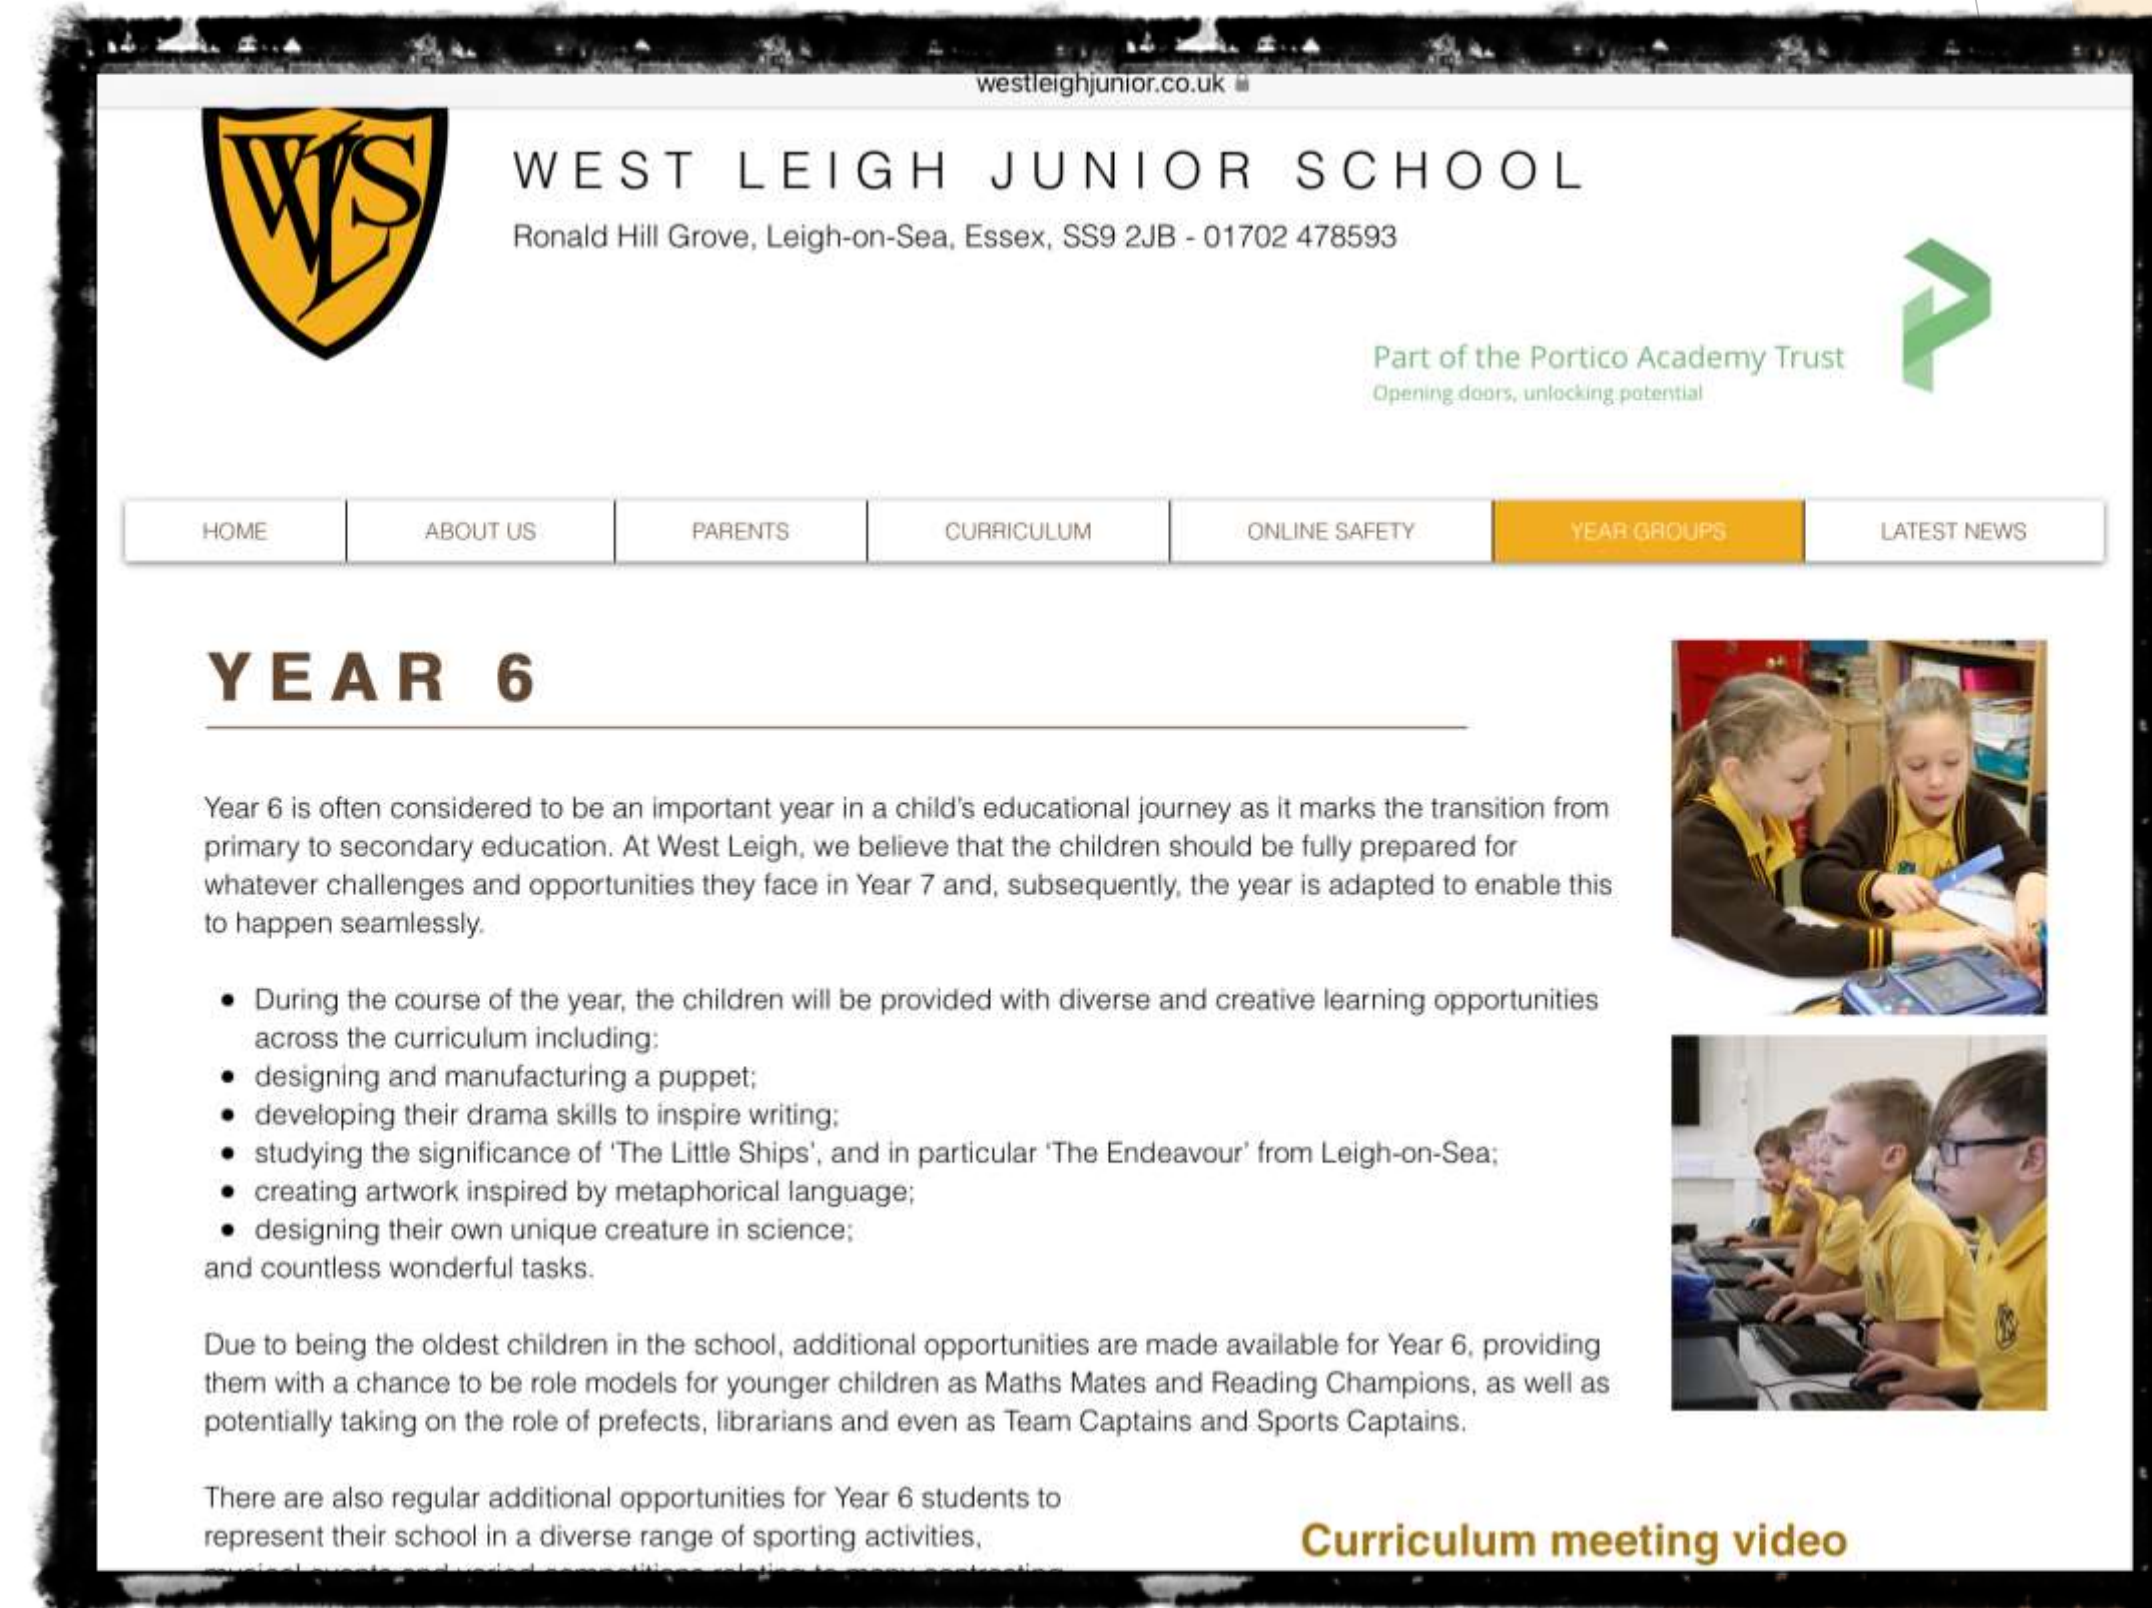 westleighjunior.co.uk
WLS
WEST LEIGH JUNIOR SCHOOL
Ronald Hill Grove, Leigh-on-Sea, Essex, SS9 2JB - 01702 478593
Part of the Portico Academy Trust
Opening doors, unlocking potential
HOME
ABOUT US
PARENTS
CURRICULUM
ONLINE SAFETY
YEAR GROUPS
LATEST NEWS
YEAR 6
Year 6 is often considered to be an important year in a child's educational journey as it marks the transition from
primary to secondary education. At West Leigh, we believe that the children should be fully prepared for
whatever challenges and opportunities they face in Year 7 and, subsequently, the year is adapted to enable this
to happen seamlessly.
• During the course of the year, the children will be provided with diverse and creative learning opportunities
across the curriculum including:
• designing and manufacturing a puppet;
• developing their drama skills to inspire writing;
• studying the significance of 'The Little Ships', and in particular 'The Endeavour' from Leigh-on-Sea;
• creating artwork inspired by metaphorical language;
• designing their own unique creature in science;
and countless wonderful tasks.
Due to being the oldest children in the school, additional opportunities are made available for Year 6, providing
them with a chance to be role models for younger children as Maths Mates and Reading Champions, as well as
potentially taking on the role of prefects, librarians and even as Team Captains and Sports Captains.
There are also regular additional opportunities for Year 6 students to
represent their school in a diverse range of sporting activities,
Curriculum meeting video